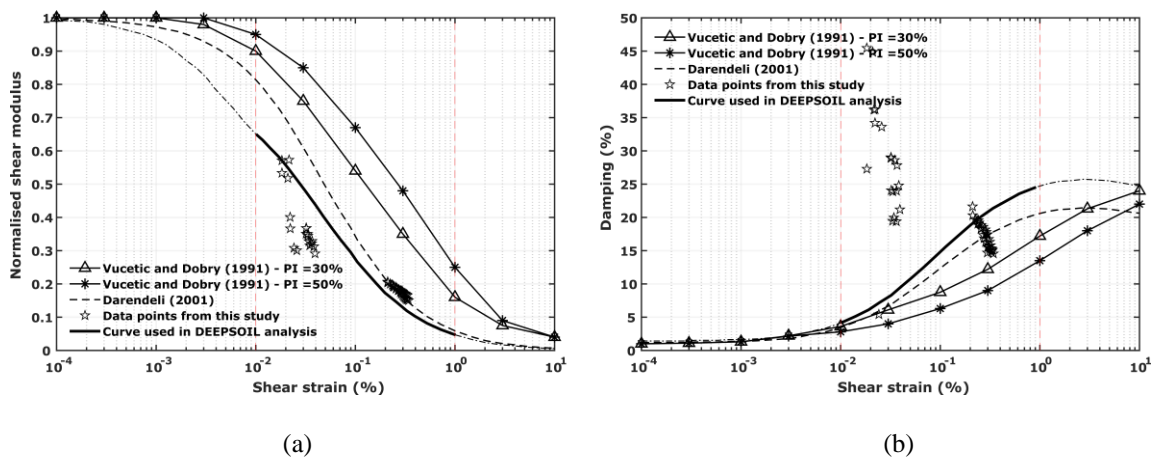 Normalised shear modulus
1
0.9
0.8
0.7
0.6
0.5
0.4
0.3
0.2
0.1
0
Vucetic and Dobry (1991) - PI =30%
Vucetic and Dobry (1991) - PI =50%
Darendeli (2001)
Data points from this study
Curve used in DEEPSOIL analysis
10⁻⁴ 10⁻³ 10⁻² 10⁻¹ 10⁰ 10¹
Shear strain (%)
(a)
Damping (%)
50
45
40
35
30
25
20
15
10
5
0
Vucetic and Dobry (1991) - PI =30%
Vucetic and Dobry (1991) - PI =50%
Darendeli (2001)
Data points from this study
Curve used in DEEPSOIL analysis
10⁻⁴ 10⁻³ 10⁻² 10⁻¹ 10⁰ 10¹
Shear strain (%)
(b)